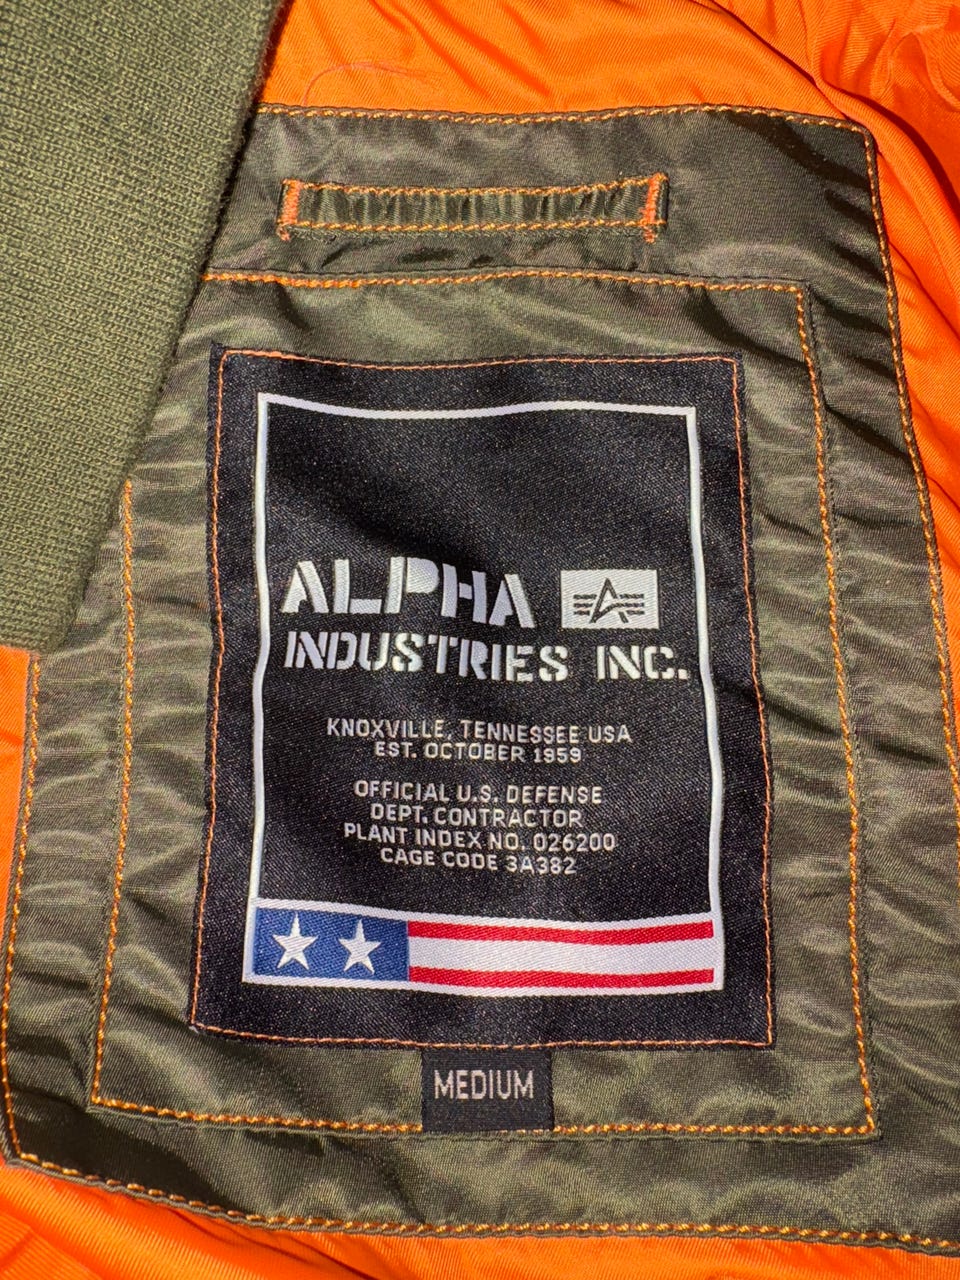 ALPHA
INDUSTRIES INC.
KNOXVILLE, TENNESSEE USA
EST. OCTOBER 1959
OFFICIAL U.S. DEFENSE
DEPT. CONTRACTOR
PLANT INDEX NO. 026200
CAGE CODE 3A382
MEDIUM